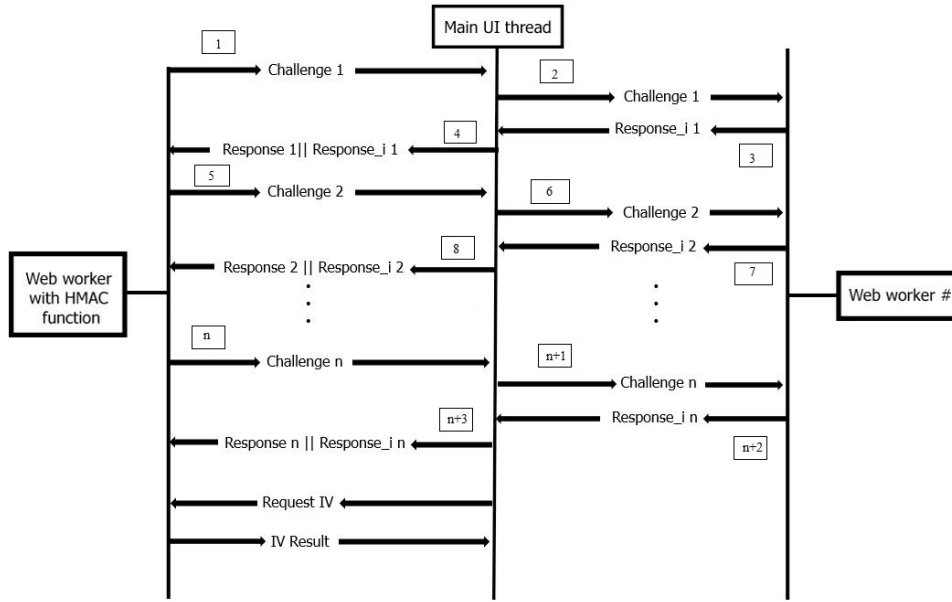 Main UI thread
1
Challenge 1
2
Challenge 1
Response_i 1
4
Response 1|| Response_i 1
3
5
Challenge 2
6
Challenge 2
Response_i 2
8
Response 2 || Response_i 2
7
Web worker
with HMAC
function
Web worker #
n
Challenge n
n+1
Challenge n
Response_i n
n+3
Response n || Response_i n
n+2
Request IV
IV Result